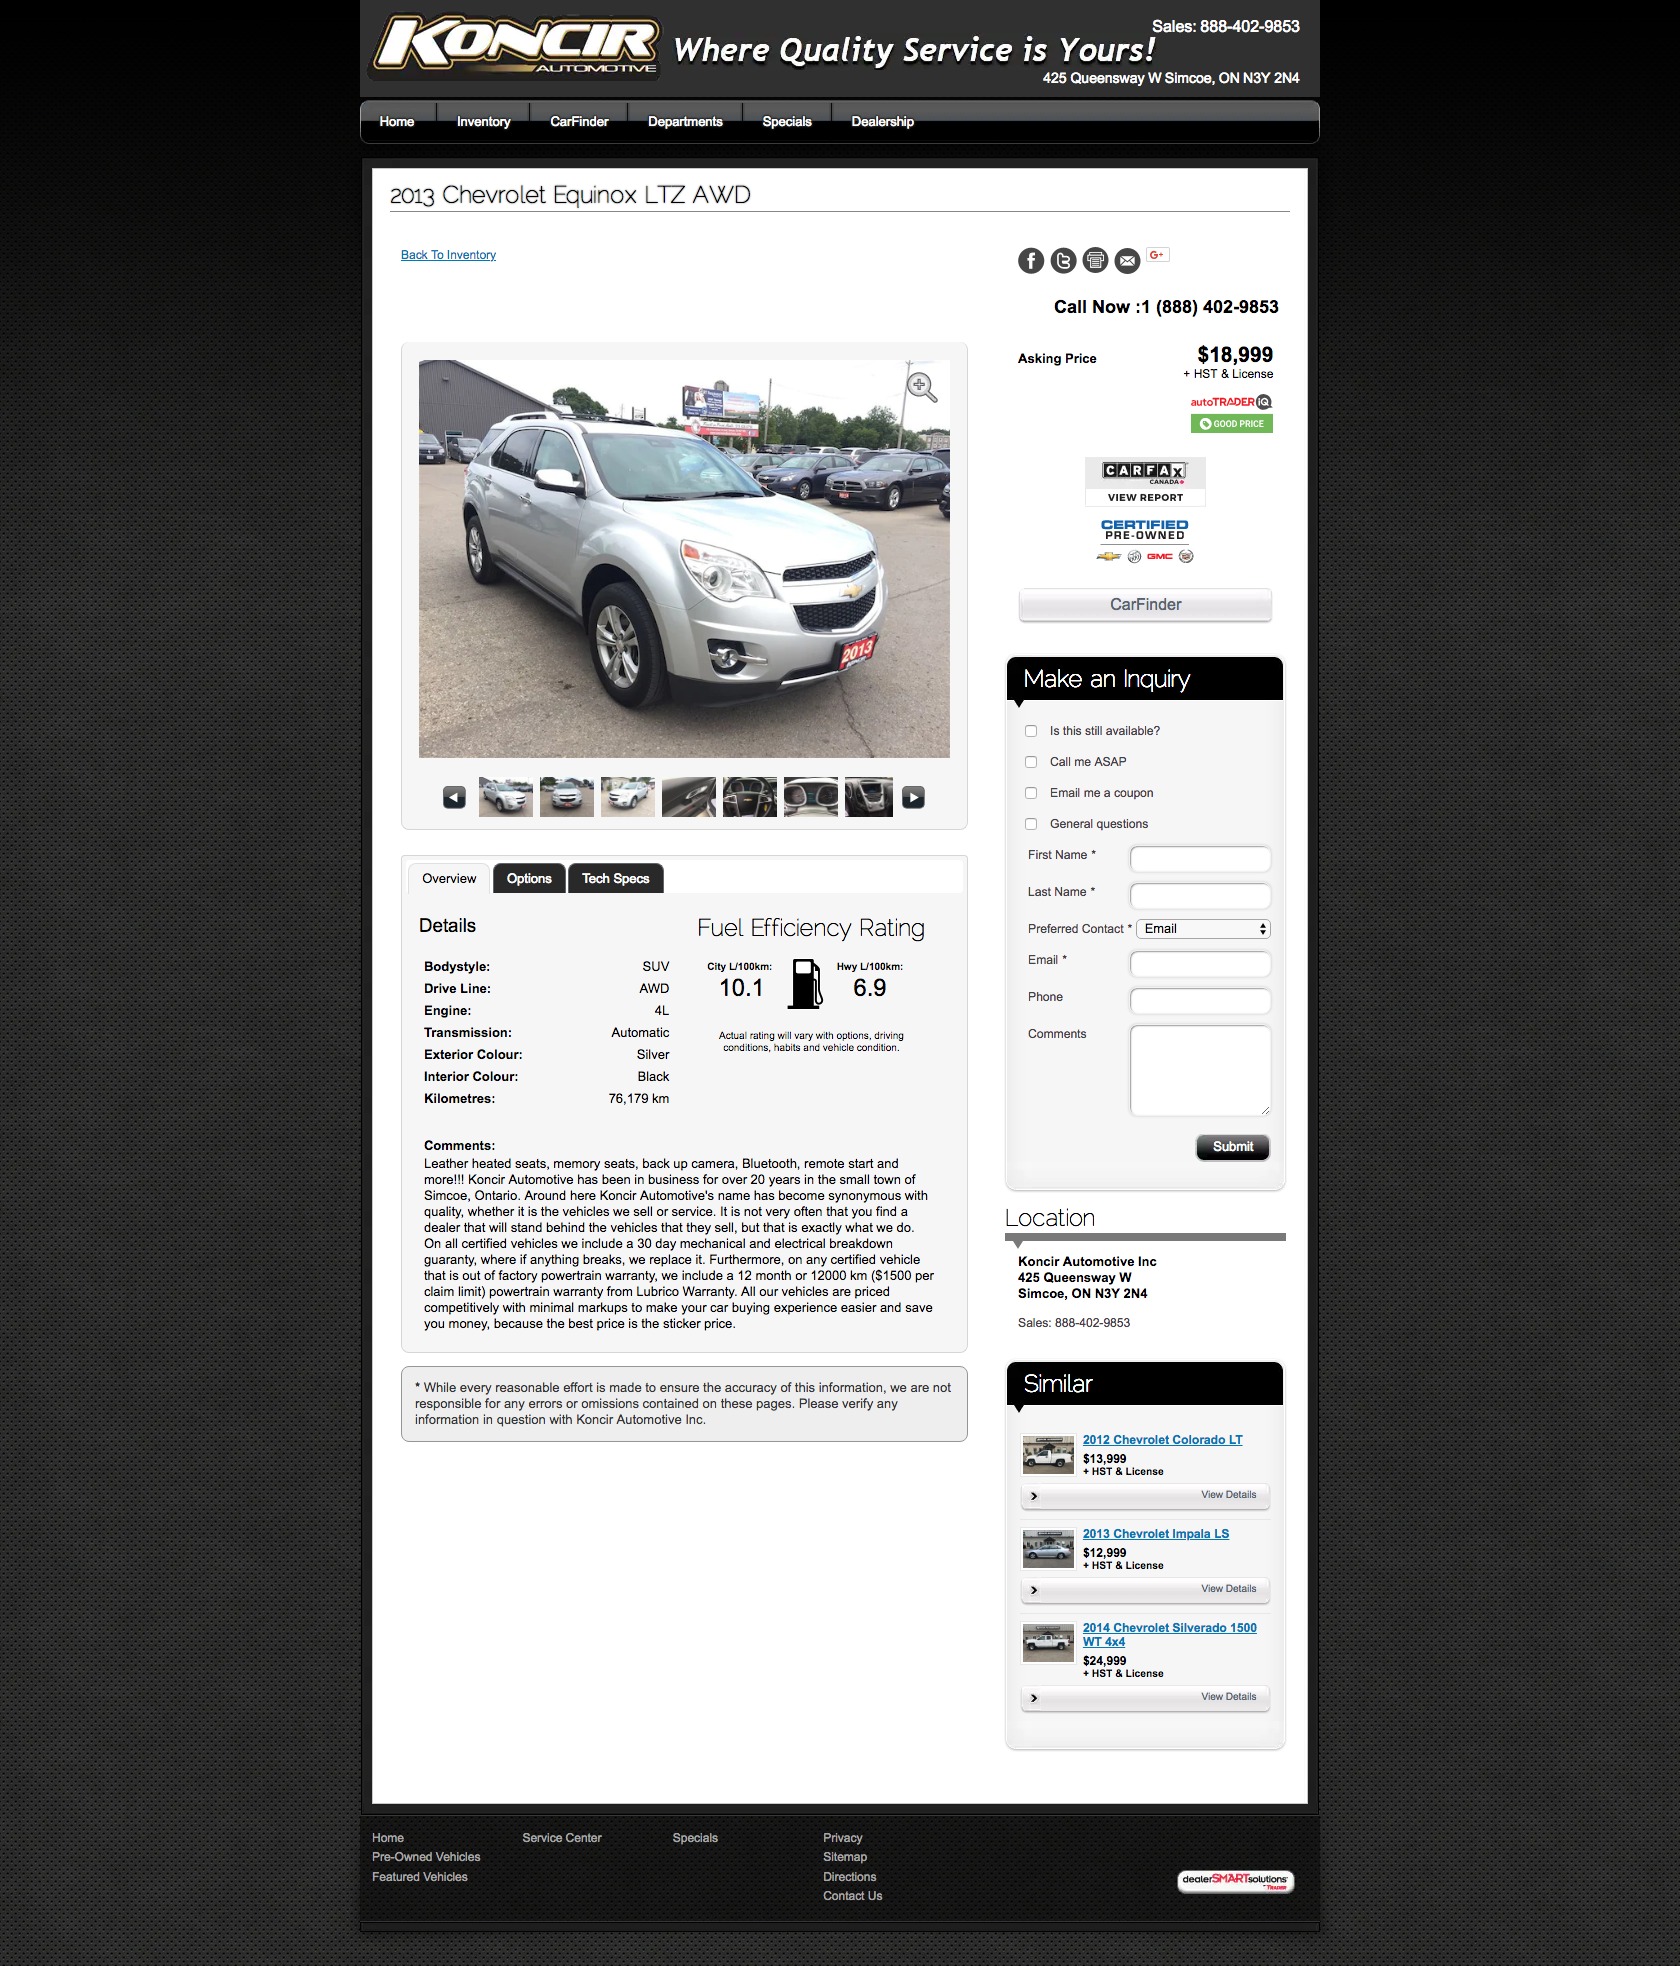 KONCIR
AUTOMOTIVE
Where Quality Service is Yours!
Sales: 888-402-9853
425 Queensway W Simcoe, ON N3Y 2N4
Home
Inventory
CarFinder
Departments
Specials
Dealership
2013 Chevrolet Equinox LTZ AWD
Back To Inventory
G+
Call Now :1 (888) 402-9853
2013
Asking Price
$18,999
+ HST & License
autoTRADER IQ
GOOD PRICE
CARFAX
CANADA
VIEW REPORT
CERTIFIED
PRE-OWNED
GMC
CarFinder
Make an Inquiry
Is this still available?
Call me ASAP
Email me a coupon
General questions
First Name *
Last Name *
Preferred Contact * Email
Email *
Phone
Comments
Submit
Overview
Options
Tech Specs
Details
Bodystyle: SUV
Drive Line: AWD
Engine: 4L
Transmission: Automatic
Exterior Colour: Silver
Interior Colour: Black
Kilometres: 76,179 km
Fuel Efficiency Rating
City L/100km:
10.1
Hwy L/100km:
6.9
Actual rating will vary with options, driving
conditions, habits and vehicle condition.
Comments:
Leather heated seats, memory seats, back up camera, Bluetooth, remote start and
more!!! Koncir Automotive has been in business for over 20 years in the small town of
Simcoe, Ontario. Around here Koncir Automotive's name has become synonymous with
quality, whether it is the vehicles we sell or service. It is not very often that you find a
dealer that will stand behind the vehicles that they sell, but that is exactly what we do.
On all certified vehicles we include a 30 day mechanical and electrical breakdown
guaranty, where if anything breaks, we replace it. Furthermore, on any certified vehicle
that is out of factory powertrain warranty, we include a 12 month or 12000 km ($1500 per
claim limit) powertrain warranty from Lubrico Warranty. All our vehicles are priced
competitively with minimal markups to make your car buying experience easier and save
you money, because the best price is the sticker price.
* While every reasonable effort is made to ensure the accuracy of this information, we are not
responsible for any errors or omissions contained on these pages. Please verify any
information in question with Koncir Automotive Inc.
Location
Koncir Automotive Inc
425 Queensway W
Simcoe, ON N3Y 2N4
Sales: 888-402-9853
Similar
2012 Chevrolet Colorado LT
$13,999
+ HST & License
View Details
2013 Chevrolet Impala LS
$12,999
+ HST & License
View Details
2014 Chevrolet Silverado 1500
WT 4x4
$24,999
+ HST & License
View Details
Home
Pre-Owned Vehicles
Featured Vehicles
Service Center
Specials
Privacy
Sitemap
Directions
Contact Us
dealerSMARTsolutions
by TRADER